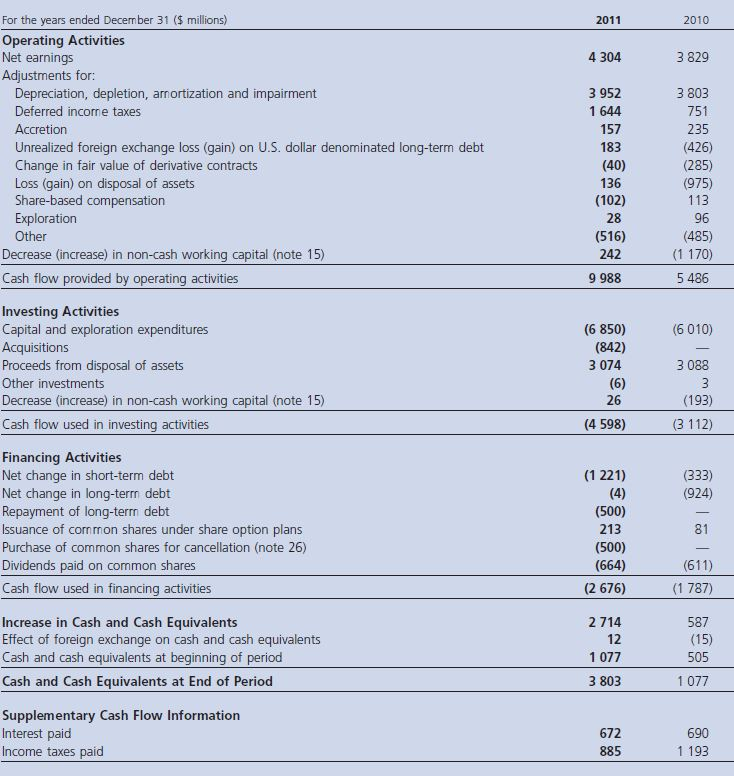 For the years ended December 31 ($ millions) 2011 2010
Operating Activities
Net earnings 4 304 3 829
Adjustments for:
Depreciation, depletion, amortization and impairment 3 952 3 803
Deferred income taxes 1 644 751
Accretion 157 235
Unrealized foreign exchange loss (gain) on U.S. dollar denominated long-term debt 183 (426)
Change in fair value of derivative contracts (40) (285)
Loss (gain) on disposal of assets 136 (975)
Share-based compensation (102) 113
Exploration 28 96
Other (516) (485)
Decrease (increase) in non-cash working capital (note 15) 242 (1 170)
Cash flow provided by operating activities 9 988 5 486
Investing Activities
Capital and exploration expenditures (6 850) (6 010)
Acquisitions (842) —
Proceeds from disposal of assets 3 074 3 088
Other investments (6) 3
Decrease (increase) in non-cash working capital (note 15) 26 (193)
Cash flow used in investing activities (4 598) (3 112)
Financing Activities
Net change in short-term debt (1 221) (333)
Net change in long-term debt (4) (924)
Repayment of long-term debt (500) —
Issuance of common shares under share option plans 213 81
Purchase of common shares for cancellation (note 26) (500) —
Dividends paid on common shares (664) (611)
Cash flow used in financing activities (2 676) (1 787)
Increase in Cash and Cash Equivalents 2 714 587
Effect of foreign exchange on cash and cash equivalents 12 (15)
Cash and cash equivalents at beginning of period 1 077 505
Cash and Cash Equivalents at End of Period 3 803 1 077
Supplementary Cash Flow Information
Interest paid 672 690
Income taxes paid 885 1 193